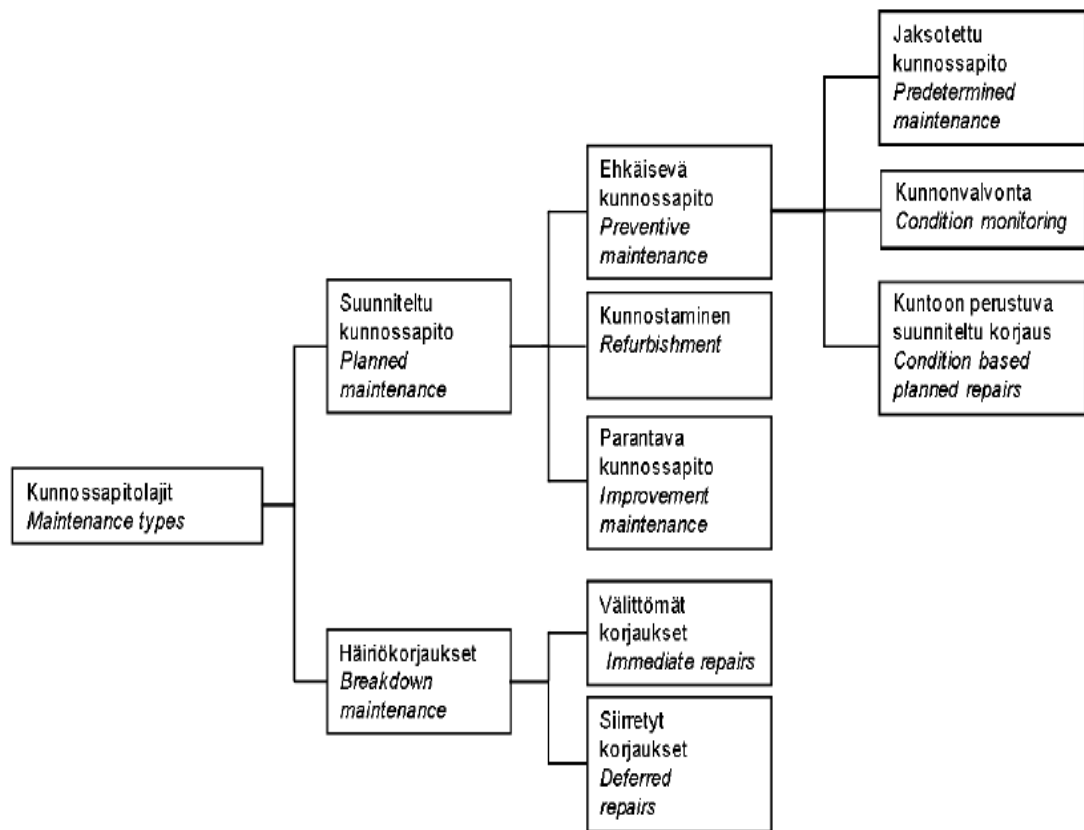 Kunnossapitolajit
Maintenance types
Suunniteltu
kunnossapito
Planned
maintenance
Häiriökorjaukset
Breakdown
maintenance
Ehkäisevä
kunnossapito
Preventive
maintenance
Kunnostaminen
Refurbishment
Parantava
kunnossapito
Improvement
maintenance
Välittömät
korjaukset
Immediate repairs
Siirretyt
korjaukset
Deferred
repairs
Jaksotettu
kunnossapito
Predetermined
maintenance
Kunnonvalvonta
Condition monitoring
Kuntoon perustuva
suunniteltu korjaus
Condition based
planned repairs